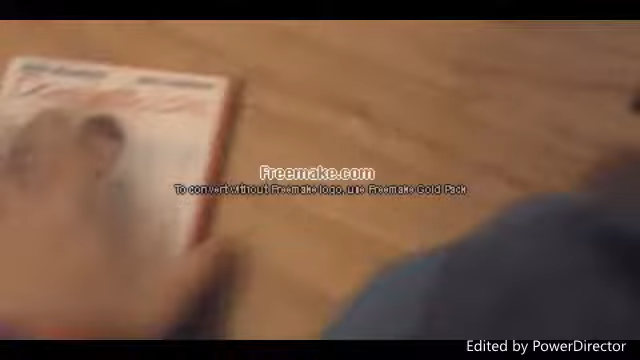 Freemake.com
To convert without Freemake logo, use Freemake Gold Pack
Edited by PowerDirector